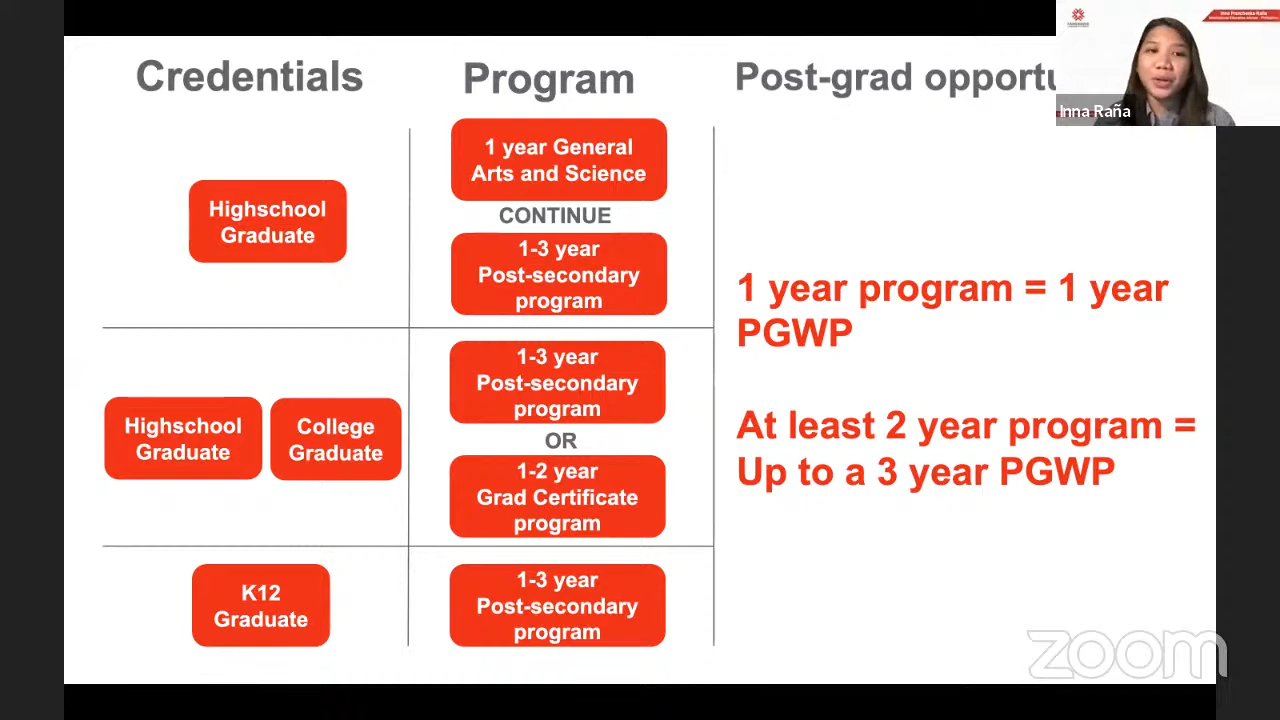 Credentials
Program
Post-grad opportu
Inna Raña
Highschool
Graduate
1 year General
Arts and Science
CONTINUE
1-3 year
Post-secondary
program
Highschool
Graduate
College
Graduate
1-3 year
Post-secondary
program
OR
1-2 year
Grad Certificate
program
K12
Graduate
1-3 year
Post-secondary
program
1 year program = 1 year
PGWP
At least 2 year program =
Up to a 3 year PGWP
zoom